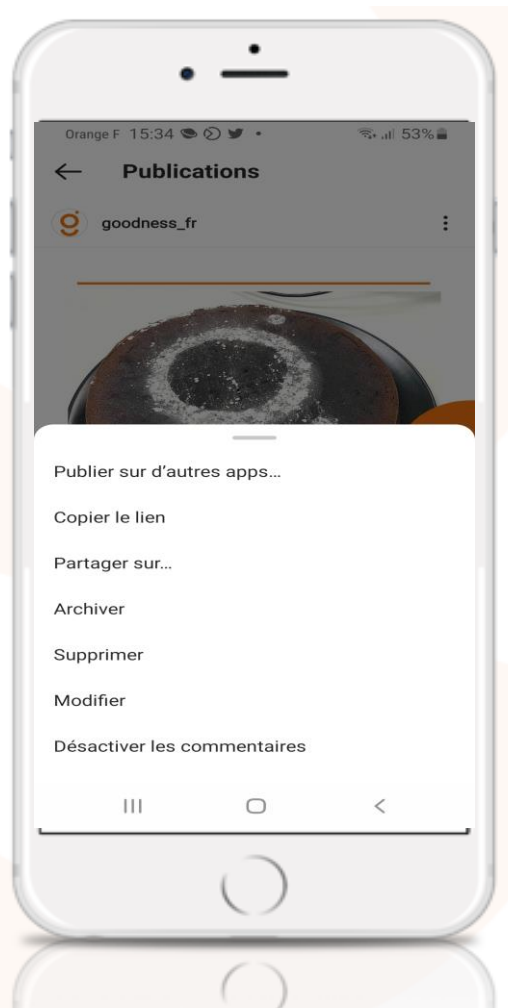 Orange F 15:34 53%
Publications
goodness_fr
Publier sur d'autres apps...
Copier le lien
Partager sur...
Archiver
Supprimer
Modifier
Désactiver les commentaires